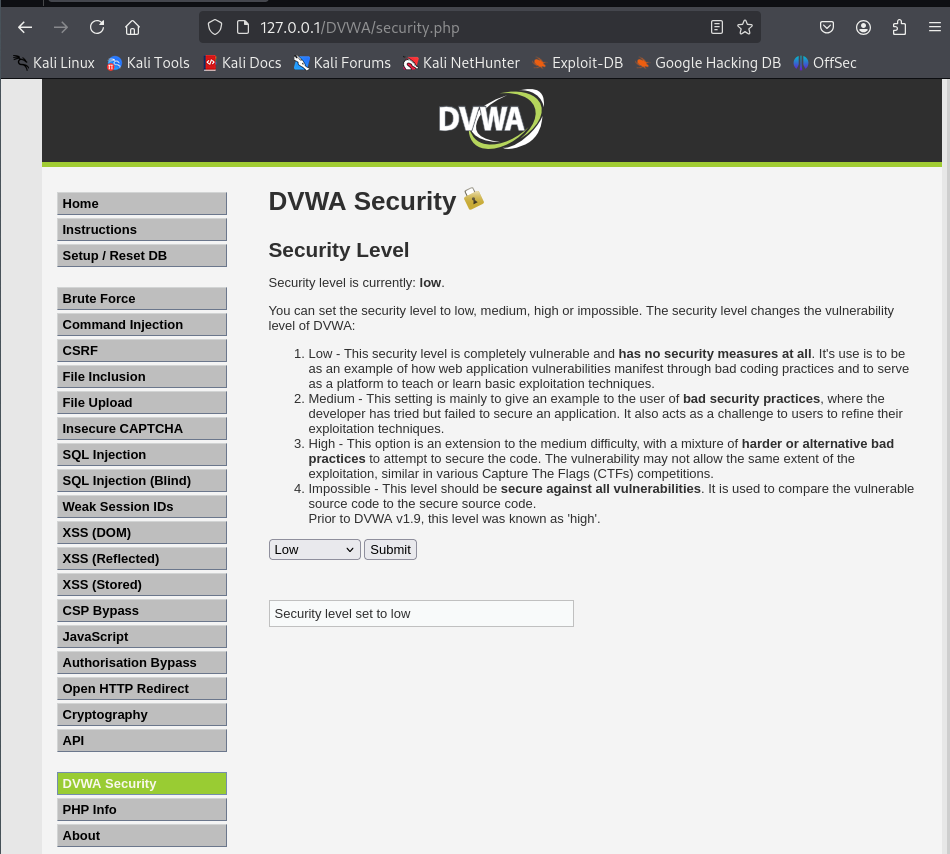 127.0.0.1/DVWA/security.php
Kali Linux Kali Tools Kali Docs Kali Forums Kali NetHunter Exploit-DB Google Hacking DB OffSec
DVWA
Home
Instructions
Setup / Reset DB
Brute Force
Command Injection
CSRF
File Inclusion
File Upload
Insecure CAPTCHA
SQL Injection
SQL Injection (Blind)
Weak Session IDs
XSS (DOM)
XSS (Reflected)
XSS (Stored)
CSP Bypass
JavaScript
Authorisation Bypass
Open HTTP Redirect
Cryptography
API
DVWA Security
PHP Info
About
DVWA Security
Security Level
Security level is currently: low.
You can set the security level to low, medium, high or impossible. The security level changes the vulnerability
level of DVWA:
1. Low - This security level is completely vulnerable and has no security measures at all. It's use is to be
as an example of how web application vulnerabilities manifest through bad coding practices and to serve
as a platform to teach or learn basic exploitation techniques.
2. Medium - This setting is mainly to give an example to the user of bad security practices, where the
developer has tried but failed to secure an application. It also acts as a challenge to users to refine their
exploitation techniques.
3. High - This option is an extension to the medium difficulty, with a mixture of harder or alternative bad
practices to attempt to secure the code. The vulnerability may not allow the same extent of the
exploitation, similar in various Capture The Flags (CTFs) competitions.
4. Impossible - This level should be secure against all vulnerabilities. It is used to compare the vulnerable
source code to the secure source code.
Prior to DVWA v1.9, this level was known as 'high'.
Low Submit
Security level set to low